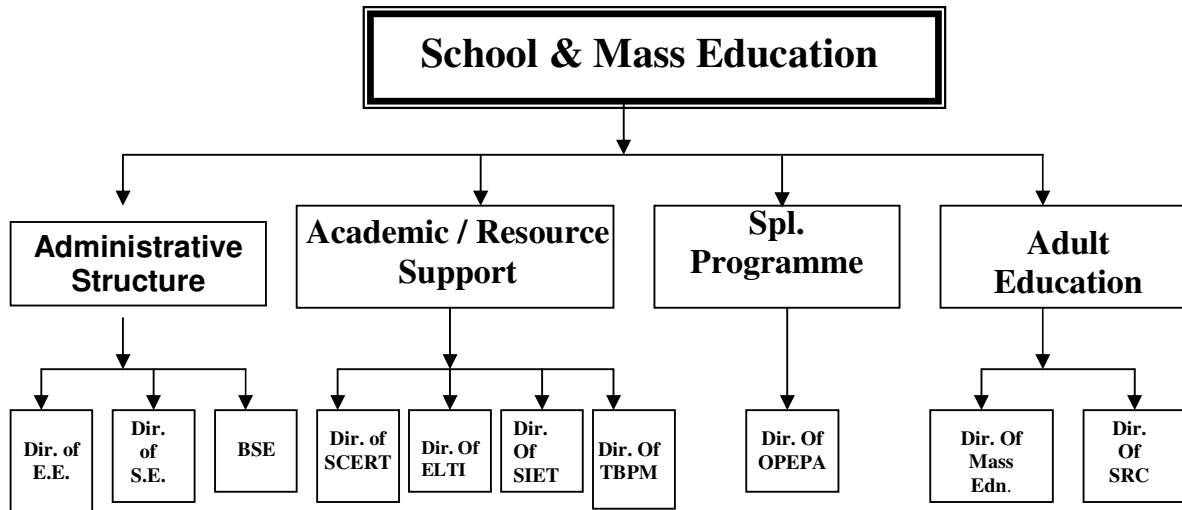 School & Mass Education
Administrative
Structure
Academic / Resource
Support
Spl.
Programme
Adult
Education
Dir. of
E.E.
Dir.
of
S.E.
BSE
Dir. of
SCERT
Dir. Of
ELTI
Dir.
Of
SIET
Dir. Of
TBPM
Dir. Of
OPEPA
Dir. Of
Mass
Edn.
Dir.
Of
SRC